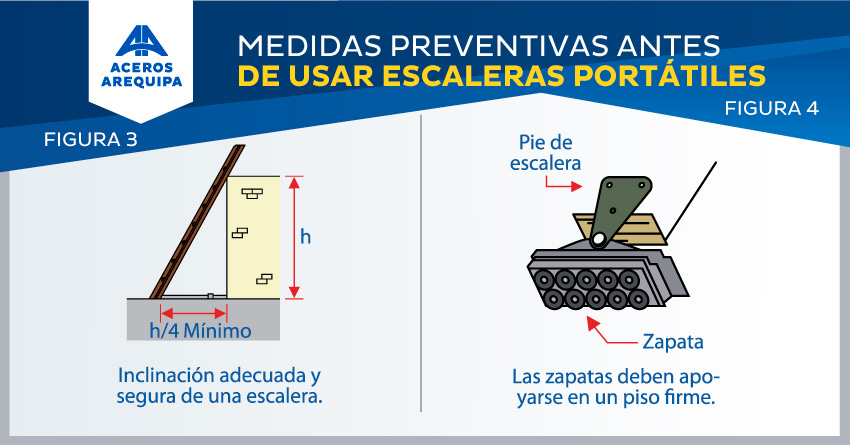 ACEROS
AREQUIPA
MEDIDAS PREVENTIVAS ANTES
DE USAR ESCALERAS PORTÁTILES
FIGURA 3
h
h/4 Mínimo
Inclinación adecuada y
segura de una escalera.
FIGURA 4
Pie de
escalera
Zapata
Las zapatas deben apo-
yarse en un piso firme.